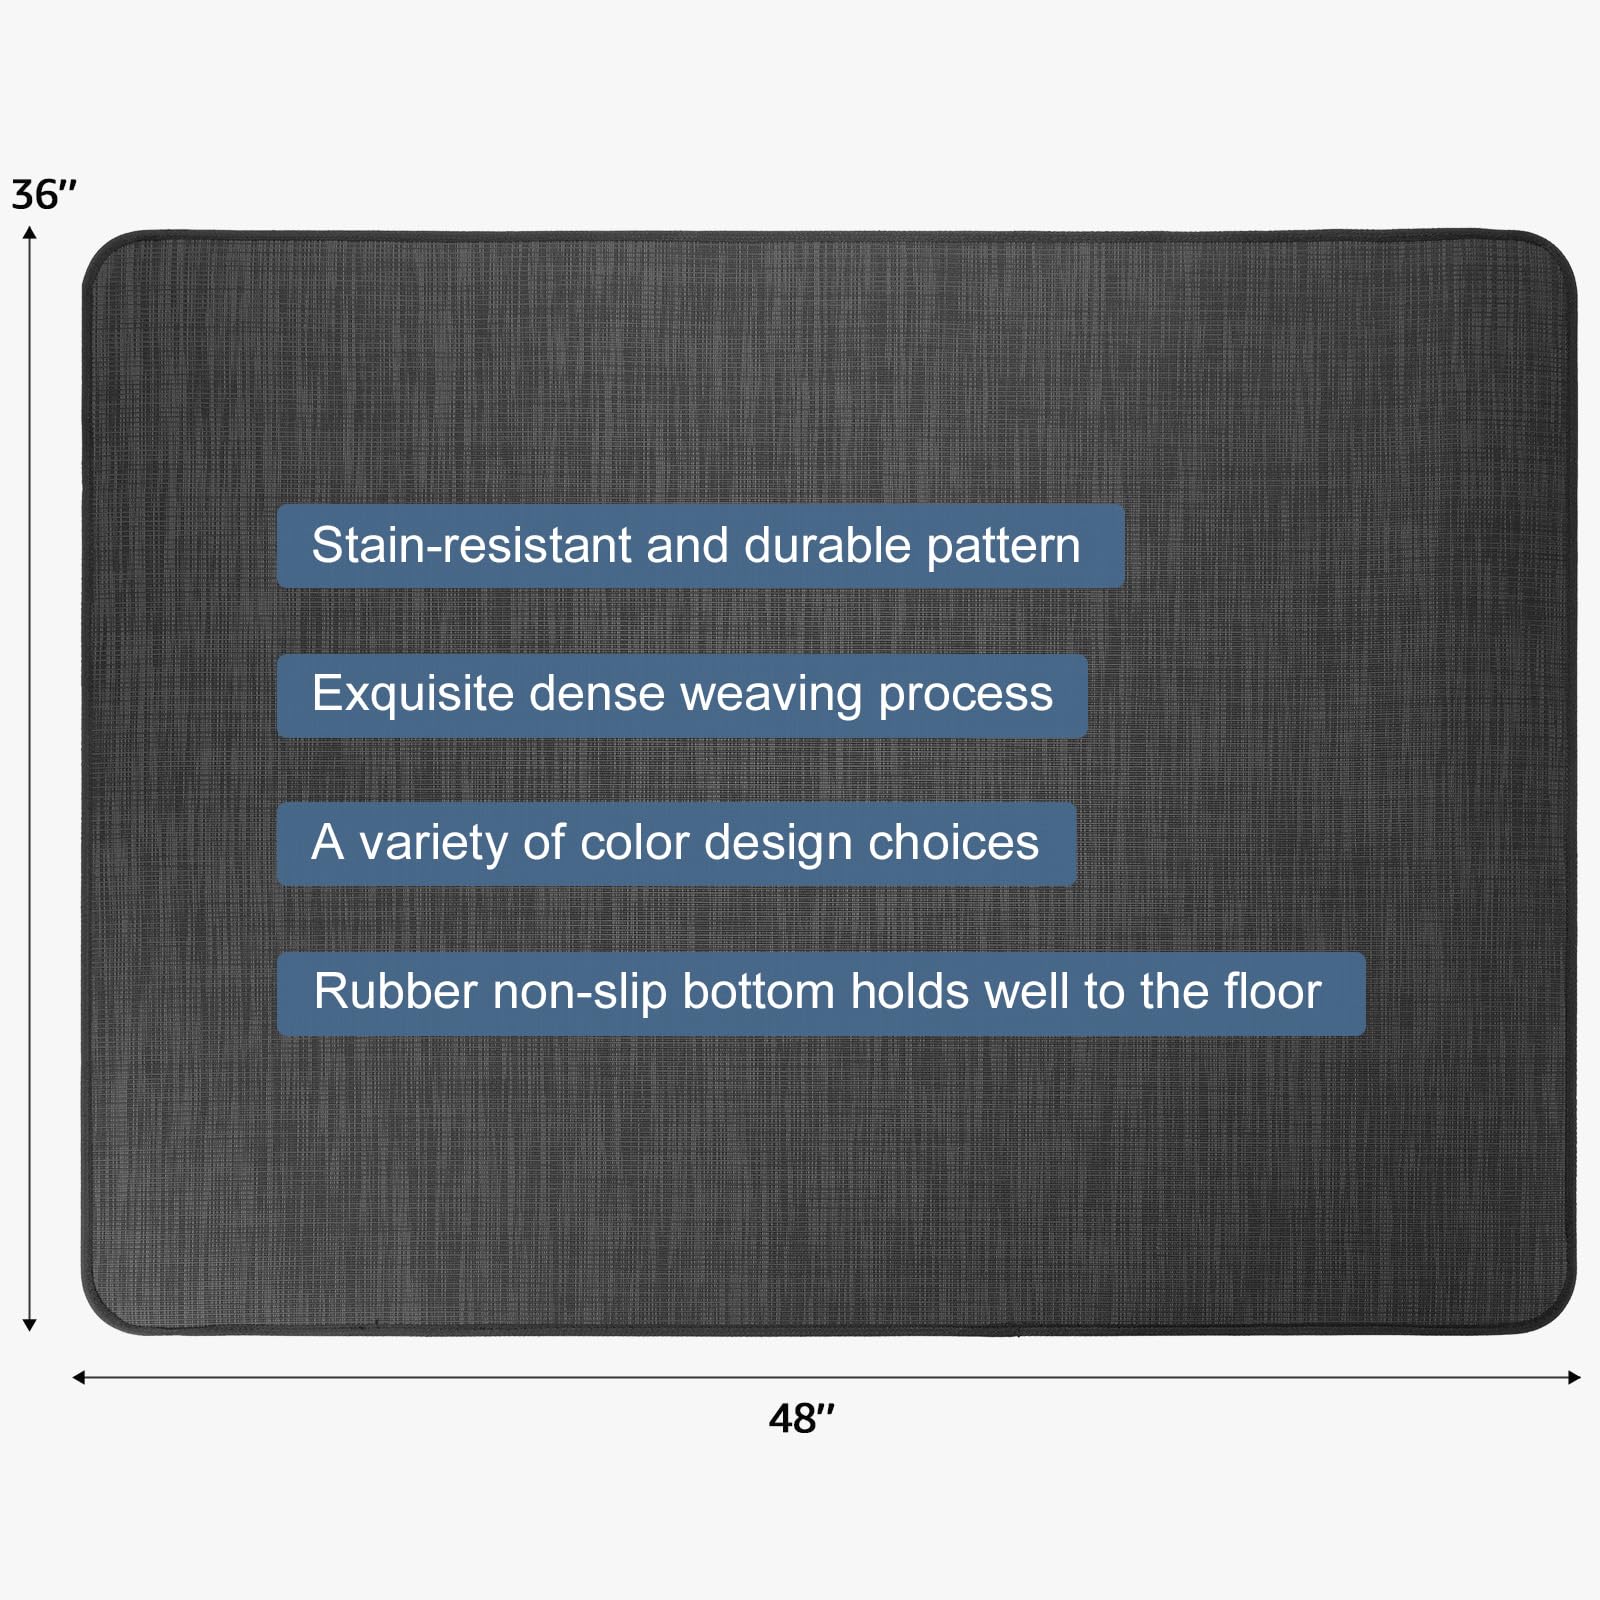 36″
Stain-resistant and durable pattern
Exquisite dense weaving process
A variety of color design choices
Rubber non-slip bottom holds well to the floor
48″